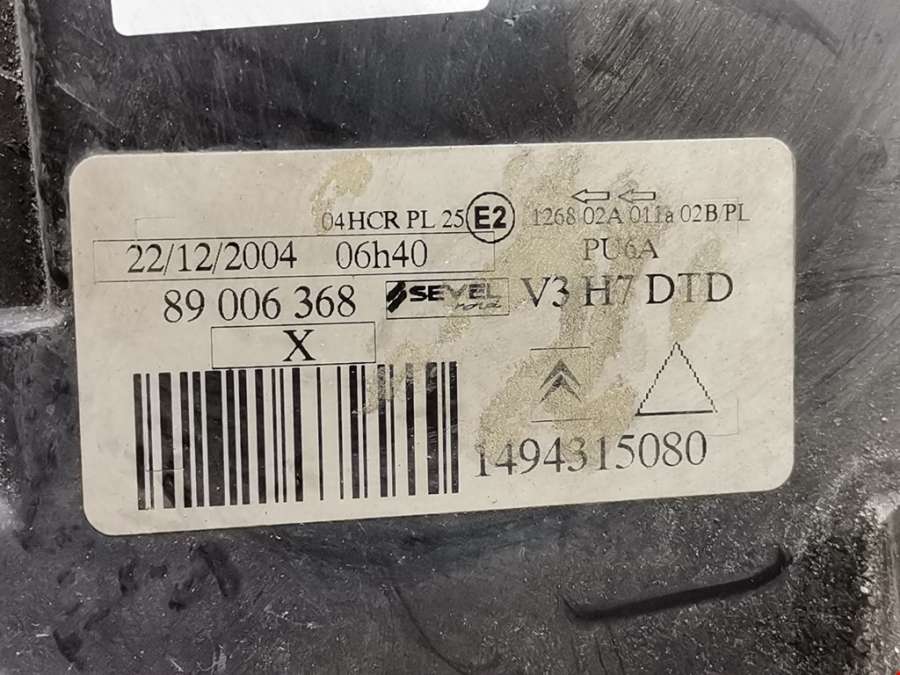 04HCR PL 25 E2 1268 02A 011a 02B/PL
22/12/2004 06h40 PU6A
89 006 368 SEVEL V3 H7 DTD
X
1494315080